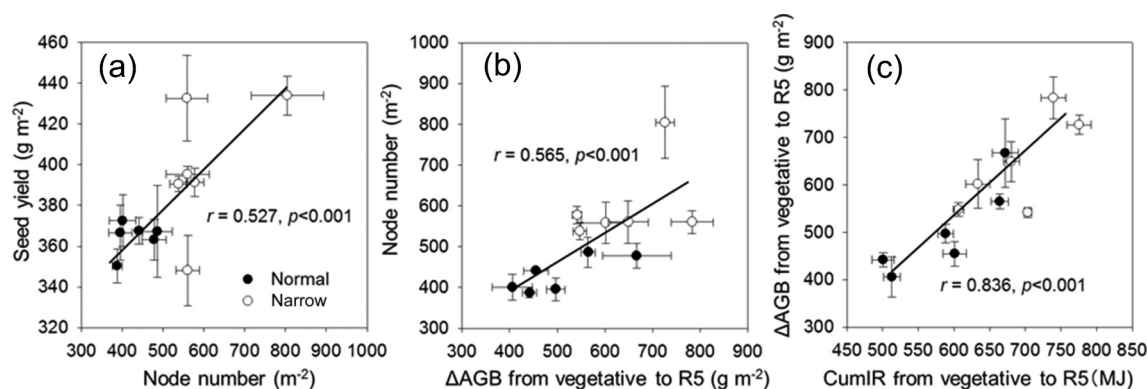 (a)
Seed yield (g m-2)
460
440
420
400
380
360
340
320
r = 0.527, p<0.001
Normal
Narrow
300 400 500 600 700 800 900 1000
Node number (m-2)
(b)
Node number (m-2)
1000
900
800
700
600
500
400
300
r = 0.565, p<0.001
300 400 500 600 700 800 900
ΔAGB from vegetative to R5 (g m-2)
(c)
ΔAGB from vegetative to R5 (g m-2)
900
800
700
600
500
400
300
r = 0.836, p<0.001
450 500 550 600 650 700 750 800 850
CumIR from vegetative to R5(MJ)